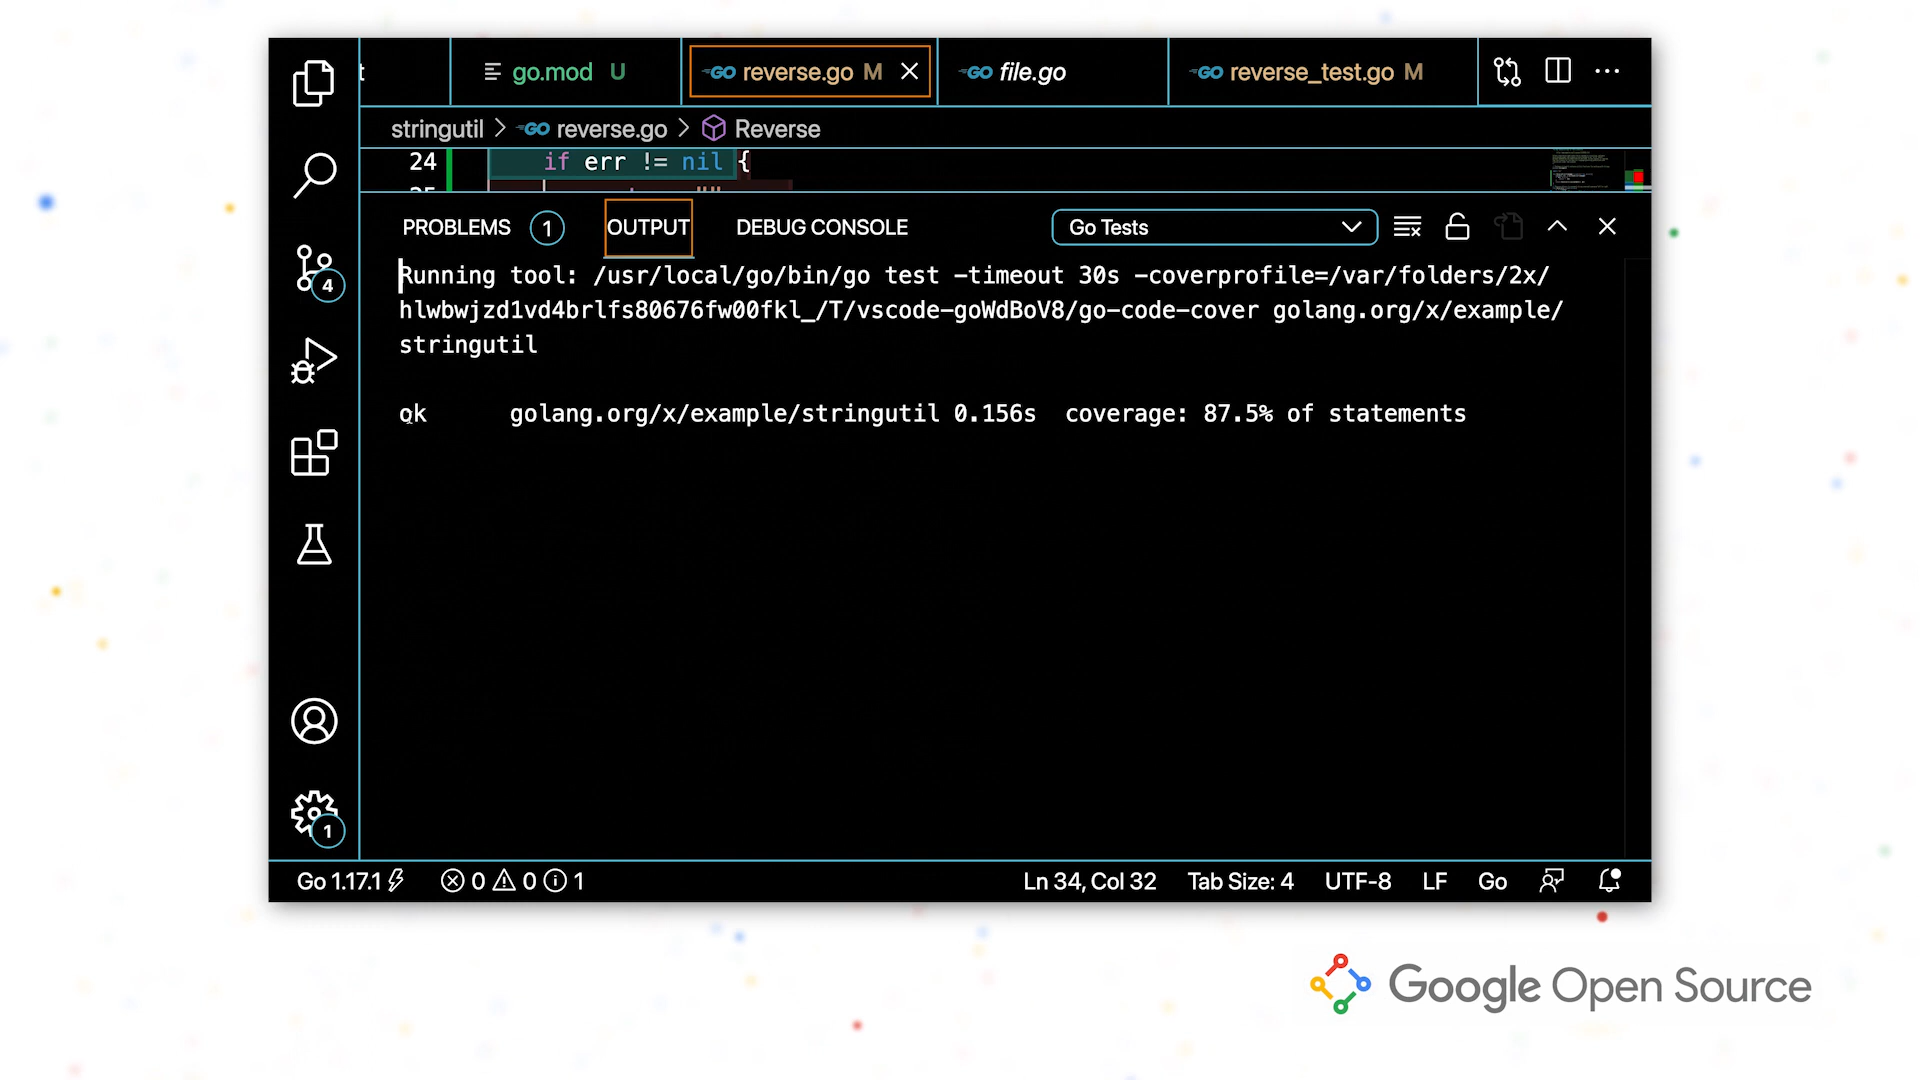 t
go.mod U
GO reverse.go M
GO file.go
GO reverse_test.go M
stringutil > GO reverse.go > Reverse
24 if err != nil {
PROBLEMS 1 OUTPUT DEBUG CONSOLE Go Tests
Running tool: /usr/local/go/bin/go test -timeout 30s -coverprofile=/var/folders/2x/
hlwbwjzd1vd4brlfs80676fw00fkl_/T/vscode-goWdBoV8/go-code-cover golang.org/x/example/
stringutil
ok golang.org/x/example/stringutil 0.156s coverage: 87.5% of statements
4
1
Go 1.17.1 0 0 1 Ln 34, Col 32 Tab Size: 4 UTF-8 LF Go
Google Open Source